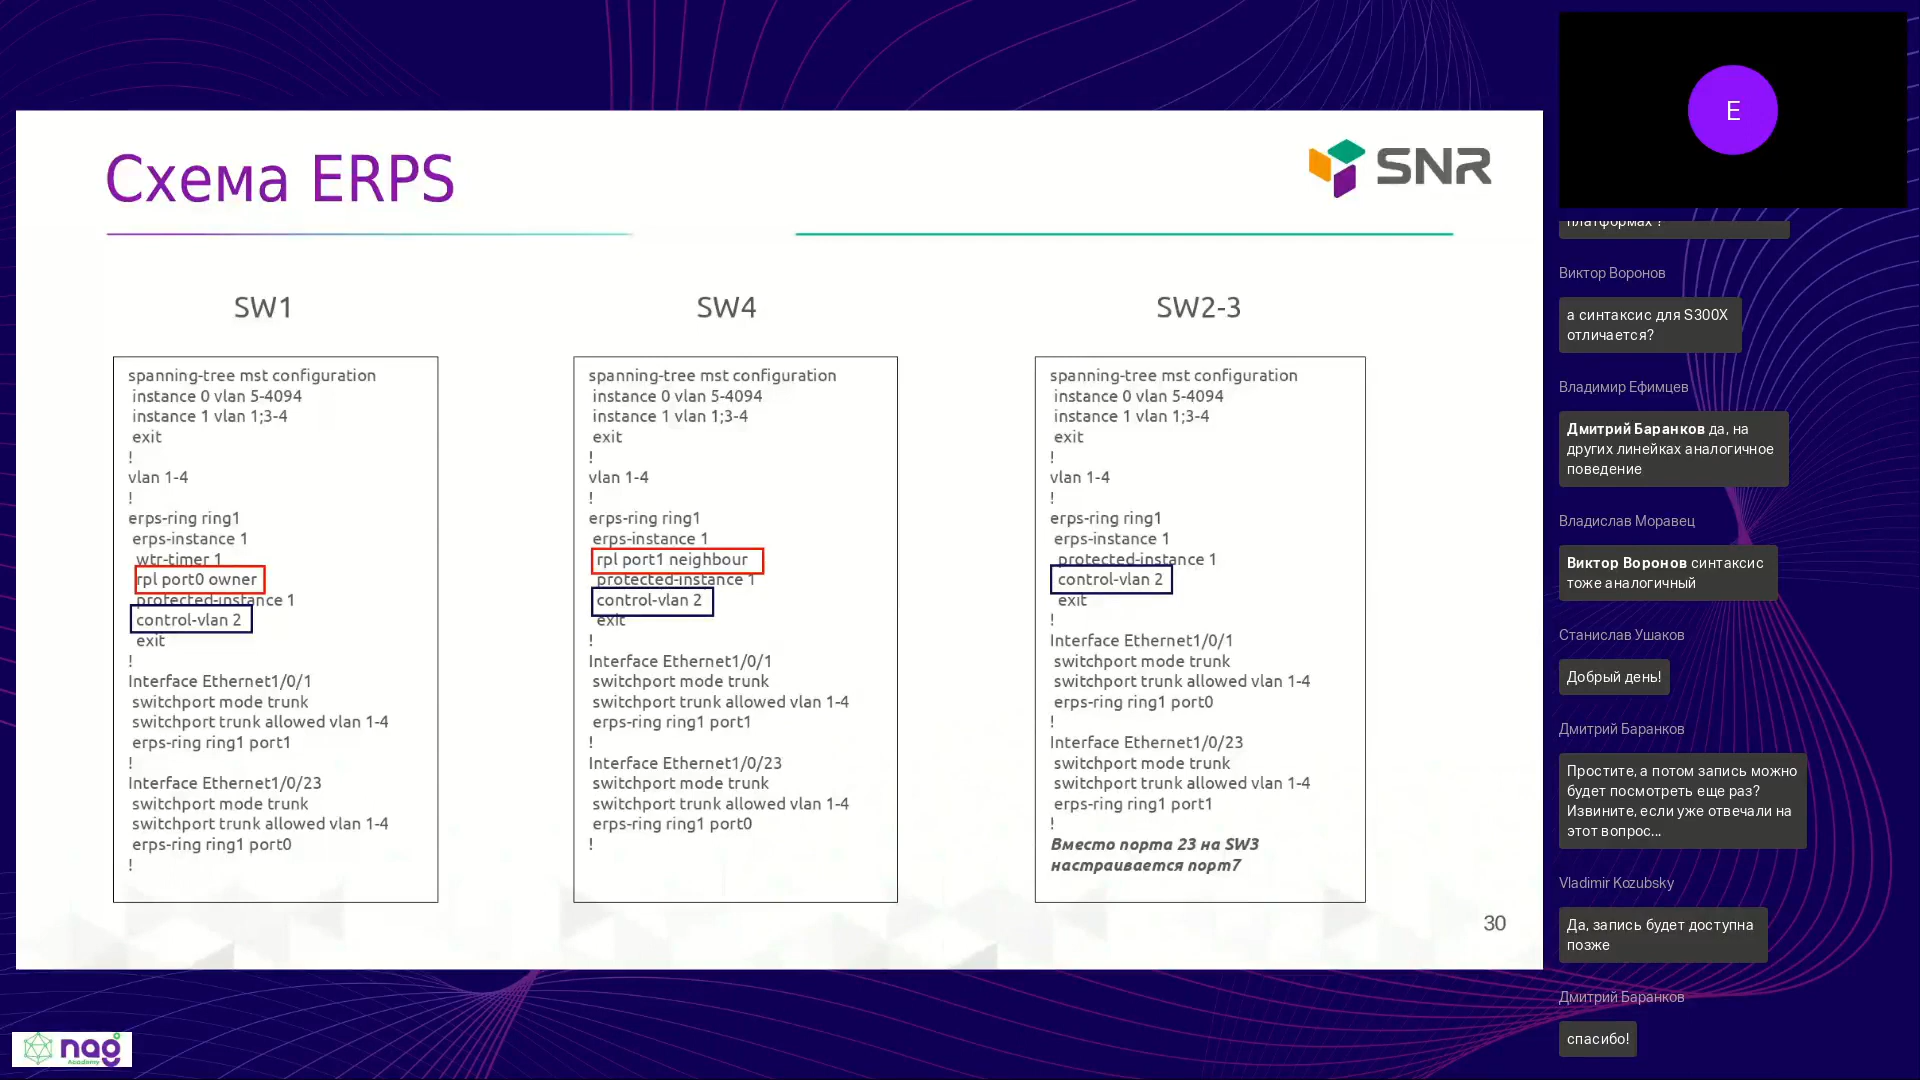 Схема ERPS
SNR
SW1
spanning-tree mst configuration
instance 0 vlan 5-4094
instance 1 vlan 1;3-4
exit
!
vlan 1-4
!
erps-ring ring1
erps-instance 1
wtr-timer 1
rpl port0 owner
protected-instance 1
control-vlan 2
exit
!
Interface Ethernet1/0/1
switchport mode trunk
switchport trunk allowed vlan 1-4
erps-ring ring1 port1
!
Interface Ethernet1/0/23
switchport mode trunk
switchport trunk allowed vlan 1-4
erps-ring ring1 port0
!
SW4
spanning-tree mst configuration
instance 0 vlan 5-4094
instance 1 vlan 1;3-4
exit
!
vlan 1-4
!
erps-ring ring1
erps-instance 1
rpl port1 neighbour
protected-instance 1
control-vlan 2
exit
!
Interface Ethernet1/0/1
switchport mode trunk
switchport trunk allowed vlan 1-4
erps-ring ring1 port1
!
Interface Ethernet1/0/23
switchport mode trunk
switchport trunk allowed vlan 1-4
erps-ring ring1 port0
!
SW2-3
spanning-tree mst configuration
instance 0 vlan 5-4094
instance 1 vlan 1;3-4
exit
!
vlan 1-4
!
erps-ring ring1
erps-instance 1
protected-instance 1
control-vlan 2
exit
!
Interface Ethernet1/0/1
switchport mode trunk
switchport trunk allowed vlan 1-4
erps-ring ring1 port0
!
Interface Ethernet1/0/23
switchport mode trunk
switchport trunk allowed vlan 1-4
erps-ring ring1 port1
!
Вместо порта 23 на SW3
настраивается порт7
30
nag
Academy
E
платформах ?
Виктор Воронов
а синтаксис для S300X
отличается?
Владимир Ефимцев
Дмитрий Баранков да, на
других линейках аналогичное
поведение
Владислав Моравец
Виктор Воронов синтаксис
тоже аналогичный
Станислав Ушаков
Добрый день!
Дмитрий Баранков
Простите, а потом запись можно
будет посмотреть еще раз?
Извините, если уже отвечали на
этот вопрос...
Vladimir Kozubsky
Да, запись будет доступна
позже
Дмитрий Баранков
спасибо!